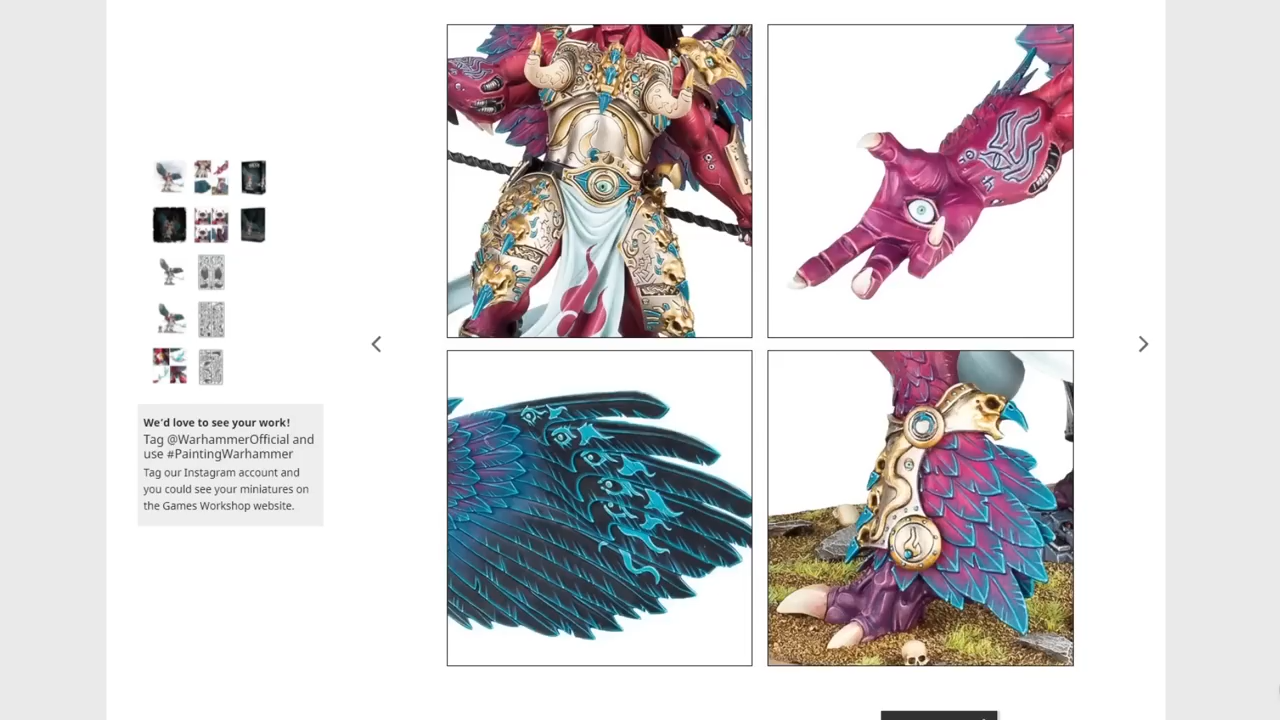 We'd love to see your work!
Tag @WarhammerOfficial and
use #PaintingWarhammer
Tag our Instagram account and
you could see your miniatures on
the Games Workshop website.